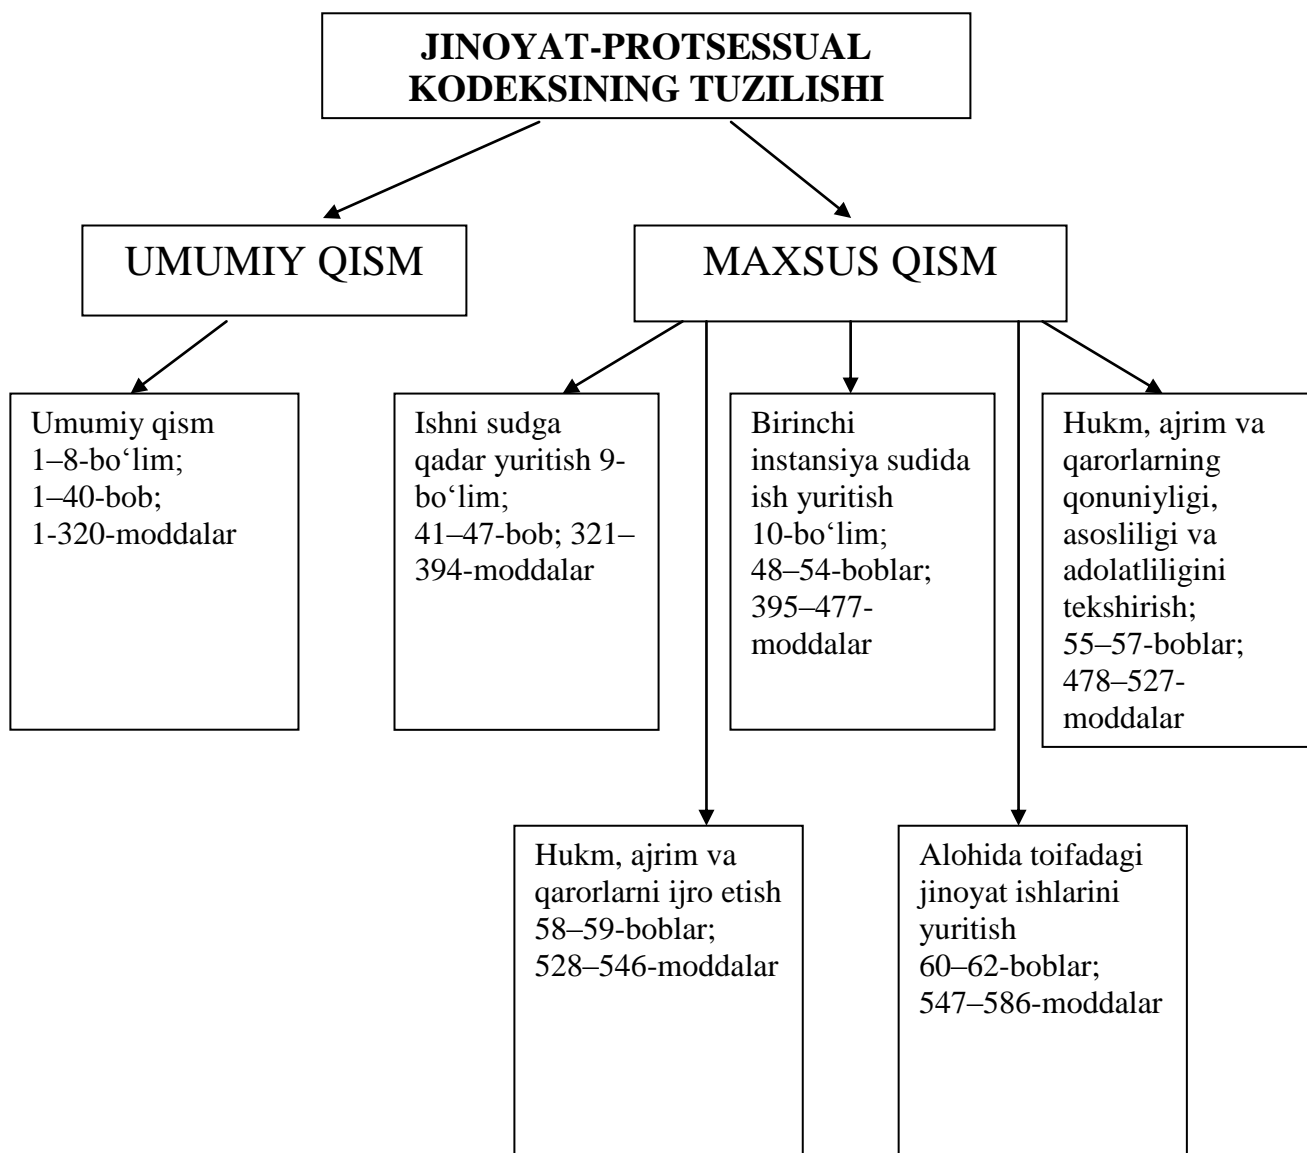 JINOYAT-PROTSESSUAL
KODEKSINING TUZILISHI
UMUMIY QISM
MAXSUS QISM
Umumiy qism
1–8-bo‘lim;
1–40-bob;
1-320-moddalar
Ishni sudga
qadar yuritish 9-
bo‘lim;
41–47-bob; 321–
394-moddalar
Birinchi
instansiya sudida
ish yuritish
10-bo‘lim;
48–54-boblar;
395–477-
moddalar
Hukm, ajrim va
qarorlarning
qonuniyligi,
asosliligi va
adolatliligini
tekshirish;
55–57-boblar;
478–527-
moddalar
Hukm, ajrim va
qarorlarni ijro etish
58–59-boblar;
528–546-moddalar
Alohida toifadagi
jinoyat ishlarini
yuritish
60–62-boblar;
547–586-moddalar